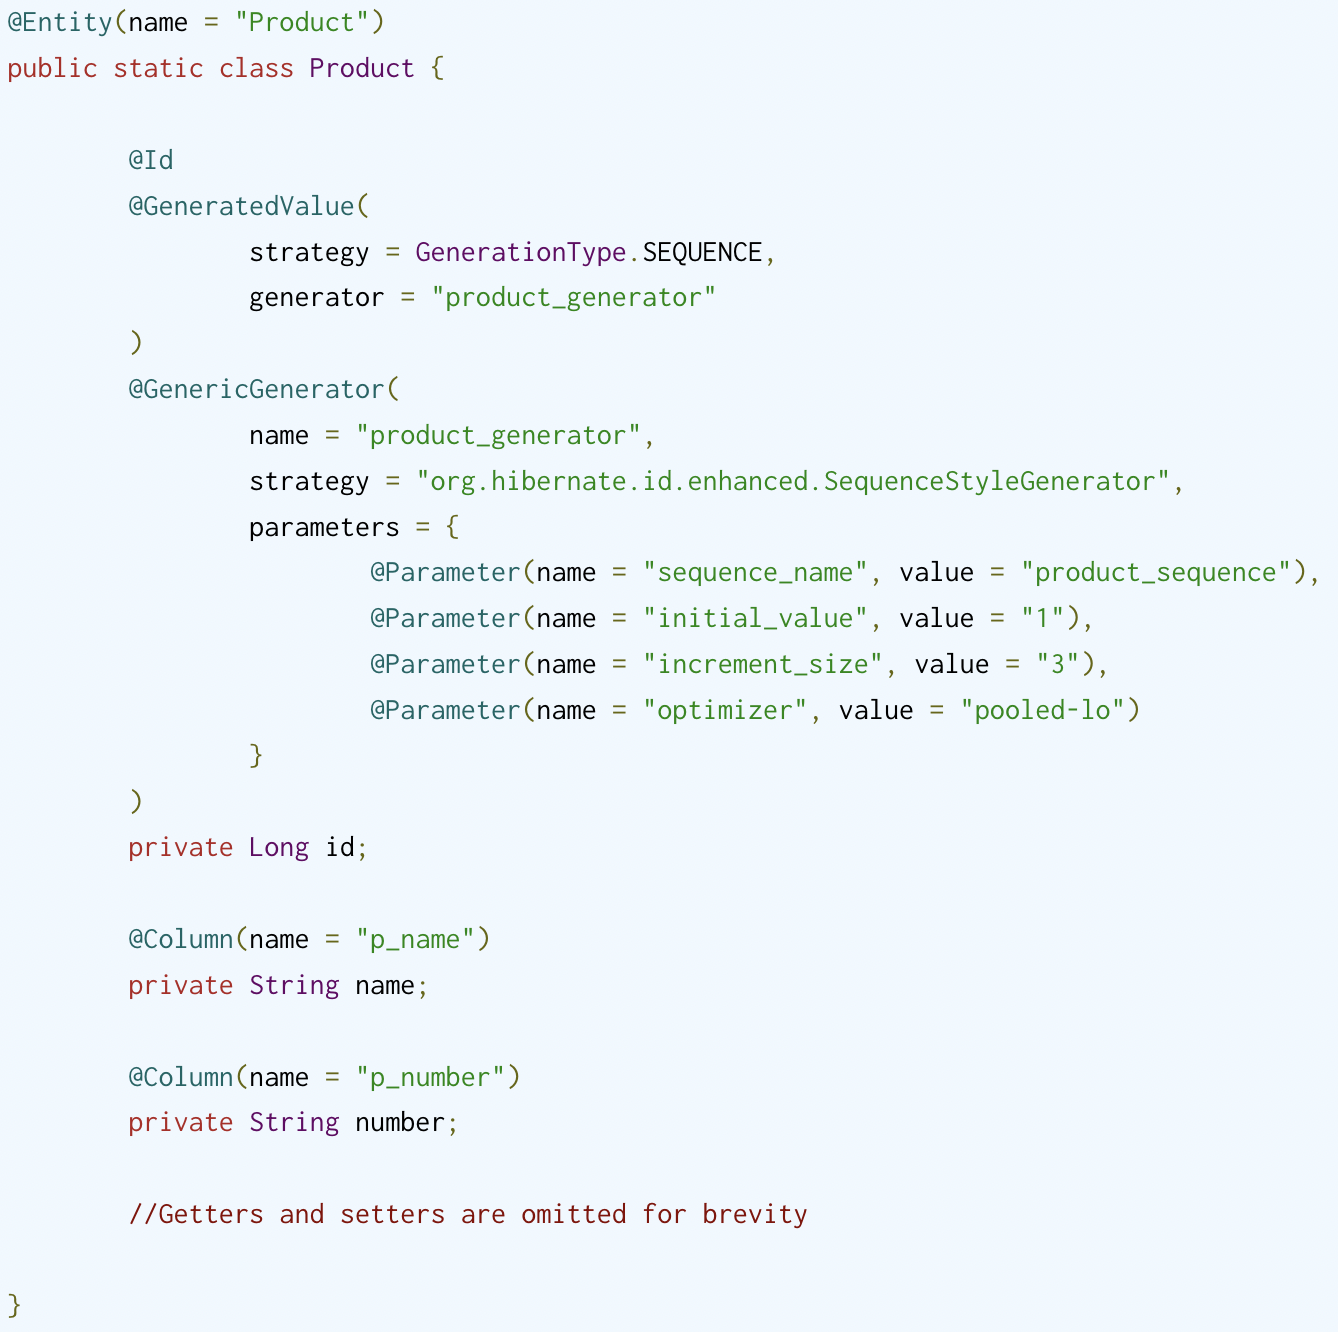 @Entity(name = "Product")
public static class Product {
@Id
@GeneratedValue(
strategy = GenerationType.SEQUENCE,
generator = "product_generator"
)
@GenericGenerator(
name = "product_generator",
strategy = "org.hibernate.id.enhanced.SequenceStyleGenerator",
parameters = {
@Parameter(name = "sequence_name", value = "product_sequence"),
@Parameter(name = "initial_value", value = "1"),
@Parameter(name = "increment_size", value = "3"),
@Parameter(name = "optimizer", value = "pooled-lo")
}
)
private Long id;
@Column(name = "p_name")
private String name;
@Column(name = "p_number")
private String number;
//Getters and setters are omitted for brevity
}